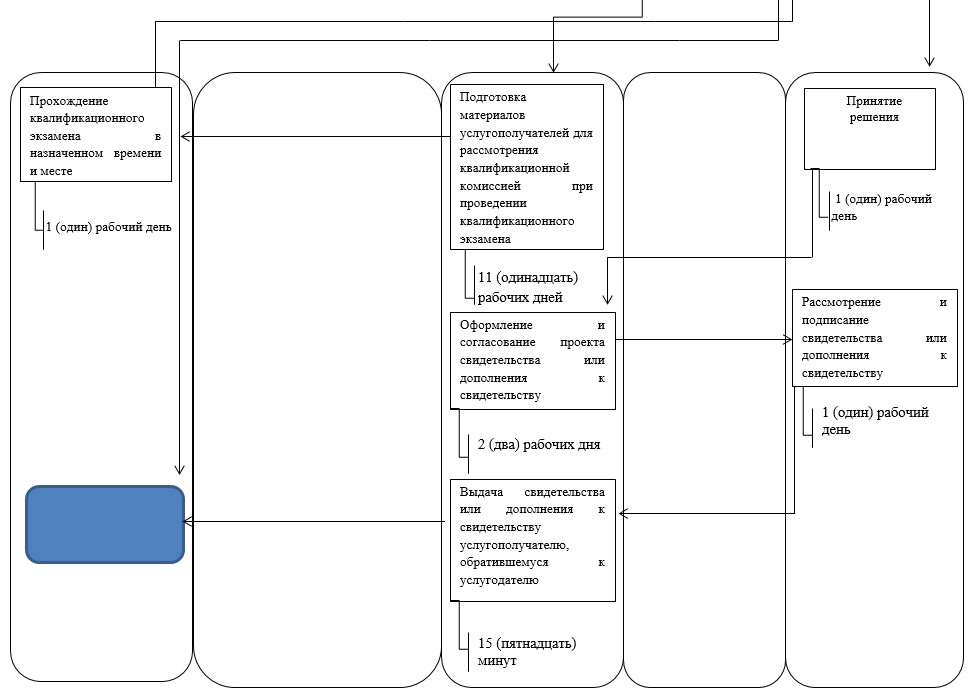 Прохождение
квалификационного
экзамена в
назначенном времени
и месте
1 (один) рабочий день
Подготовка
материалов
услугополучателей для
рассмотрения
квалификационной
комиссией при
проведении
квалификационного
экзамена
11 (одинадцать)
рабочих дней
Оформление и
согласование проекта
свидетельства или
дополнения к
свидетельству
2 (два) рабочих дня
Выдача свидетельства
или дополнения к
свидетельству
услугополучателю,
обратившемуся к
услугодателю
15 (пятнадцать)
минут
Принятие
решения
1 (один) рабочий
день
Рассмотрение и
подписание
свидетельства или
дополнения к
свидетельству
1 (один) рабочий
день